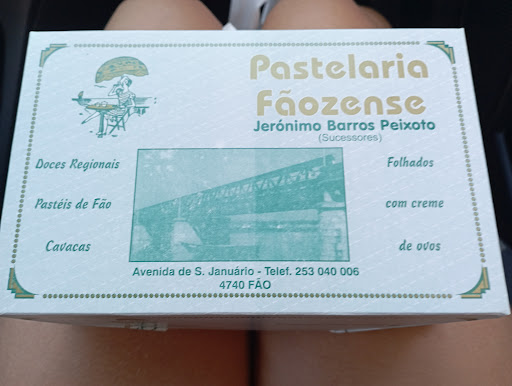 Pastelaria
Fãozense
Jerónimo Barros Peixoto
(Sucessores)
Doces Regionais
Pastéis de Fão
Cavacas
Folhados
com creme
de ovos
Avenida de S. Januário - Telef. 253 040 006
4740 FÃO